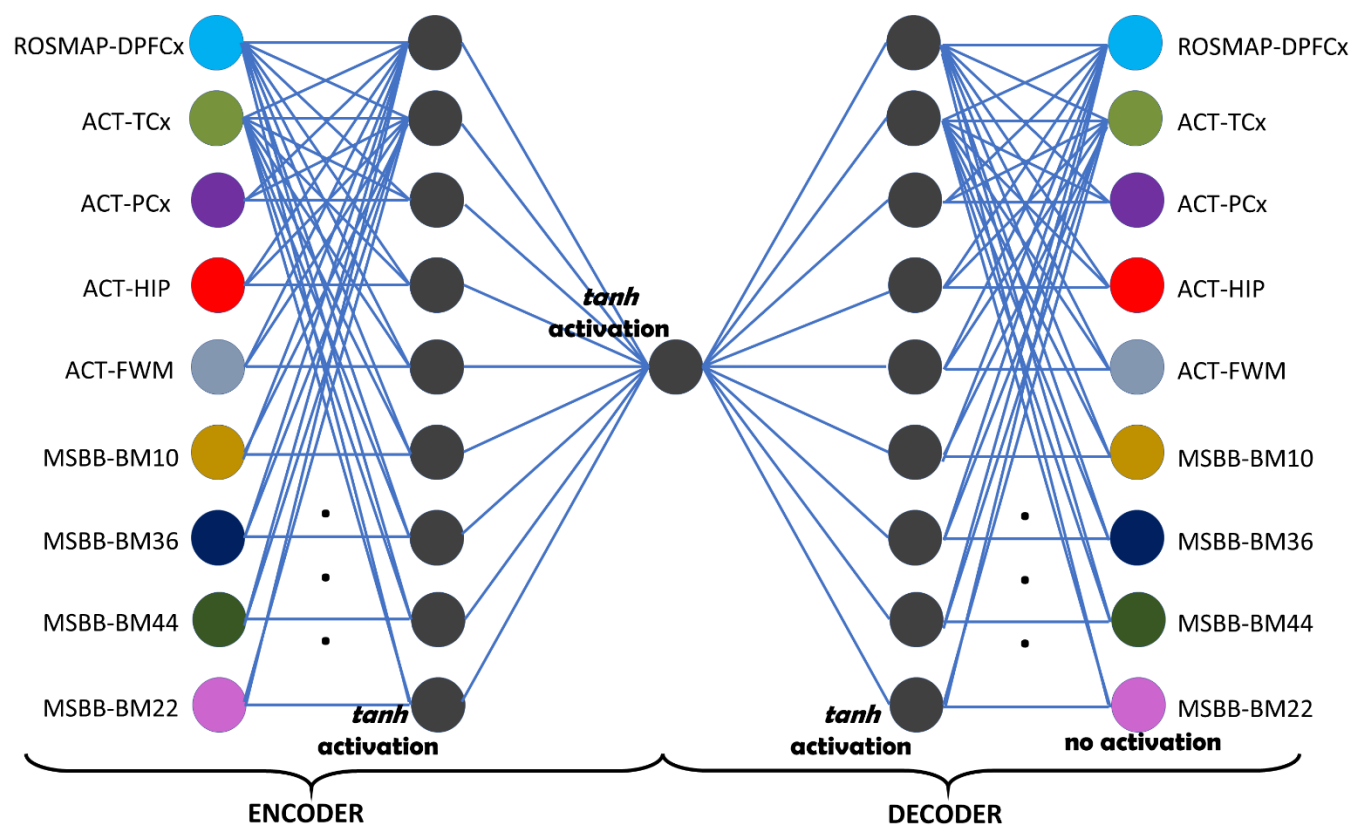 ROSMAP-DPFCx
ACT-TCx
ACT-PCx
ACT-HIP
ACT-FWM
MSBB-BM10
MSBB-BM36
MSBB-BM44
MSBB-BM22
tanh
activation
tanh
activation
tanh
activation
no activation
ROSMAP-DPFCx
ACT-TCx
ACT-PCx
ACT-HIP
ACT-FWM
MSBB-BM10
MSBB-BM36
MSBB-BM44
MSBB-BM22
ENCODER
DECODER